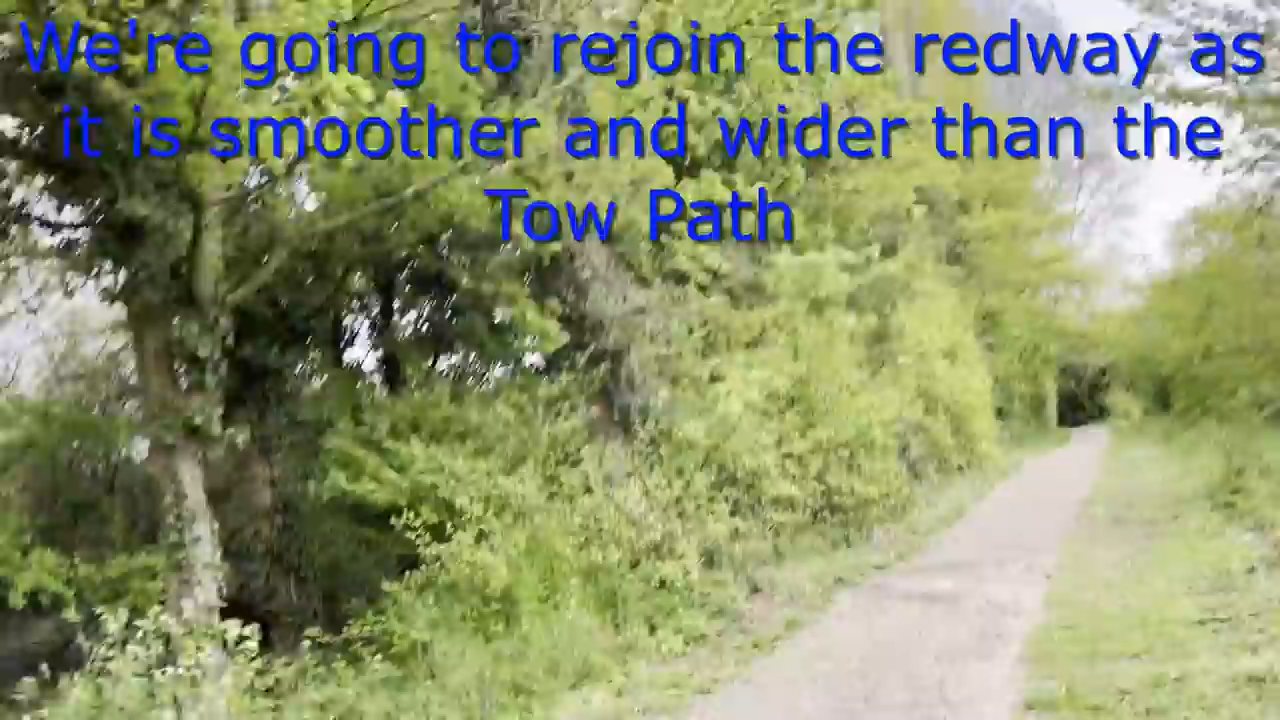 We're going to rejoin the redway as
it is smoother and wider than the
Tow Path